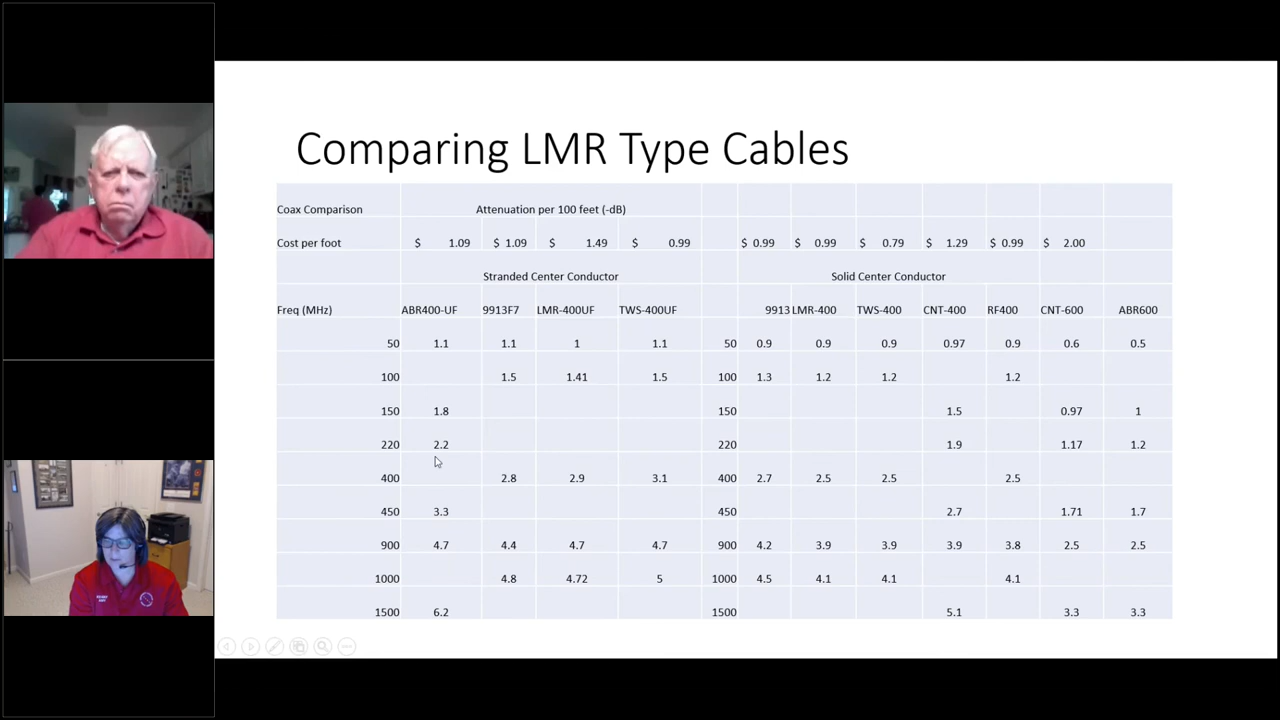 Comparing LMR Type Cables
Coax Comparison Attenuation per 100 feet (-dB)
Cost per foot $ 1.09 $ 1.09 $ 1.49 $ 0.99 $ 0.99 $ 0.99 $ 0.79 $ 1.29 $ 0.99 $ 2.00
Stranded Center Conductor Solid Center Conductor
Freq (MHz) ABR400-UF 9913F7 LMR-400UF TWS-400UF 9913 LMR-400 TWS-400 CNT-400 RF400 CNT-600 ABR600
50 1.1 1.1 1 1.1 50 0.9 0.9 0.9 0.97 0.9 0.6 0.5
100 1.5 1.41 1.5 100 1.3 1.2 1.2 1.2
150 1.8 150 1.5 0.97 1
220 2.2 220 1.9 1.17 1.2
400 2.8 2.9 3.1 400 2.7 2.5 2.5 2.5
450 3.3 450 2.7 1.71 1.7
900 4.7 4.4 4.7 4.7 900 4.2 3.9 3.9 3.9 3.8 2.5 2.5
1000 4.8 4.72 5 1000 4.5 4.1 4.1 4.1
1500 6.2 1500 5.1 3.3 3.3